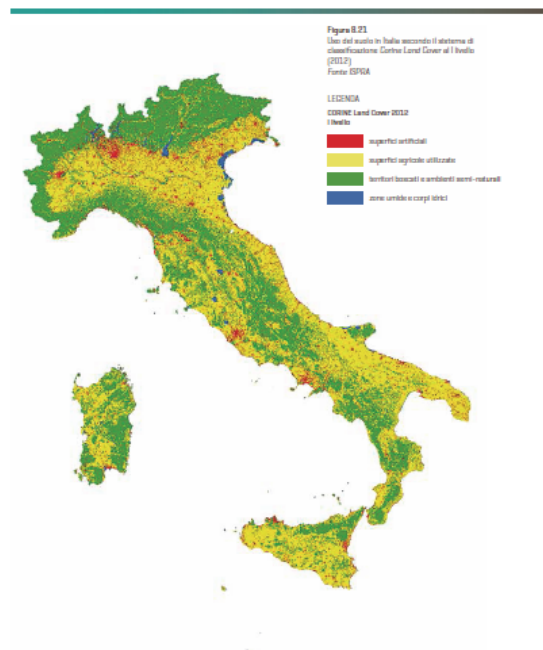 Figura 8.21
Uso del suolo in Italia secondo il sistema di
classificazione Corine Land Cover al I livello
(2012)
Fonte ISPRA
LEGENDA
CORINE Land Cover 2012
I livello
superfici artificiali
superfici agricole utilizzate
territori boscati e ambienti semi-naturali
zone umide e corpi idrici